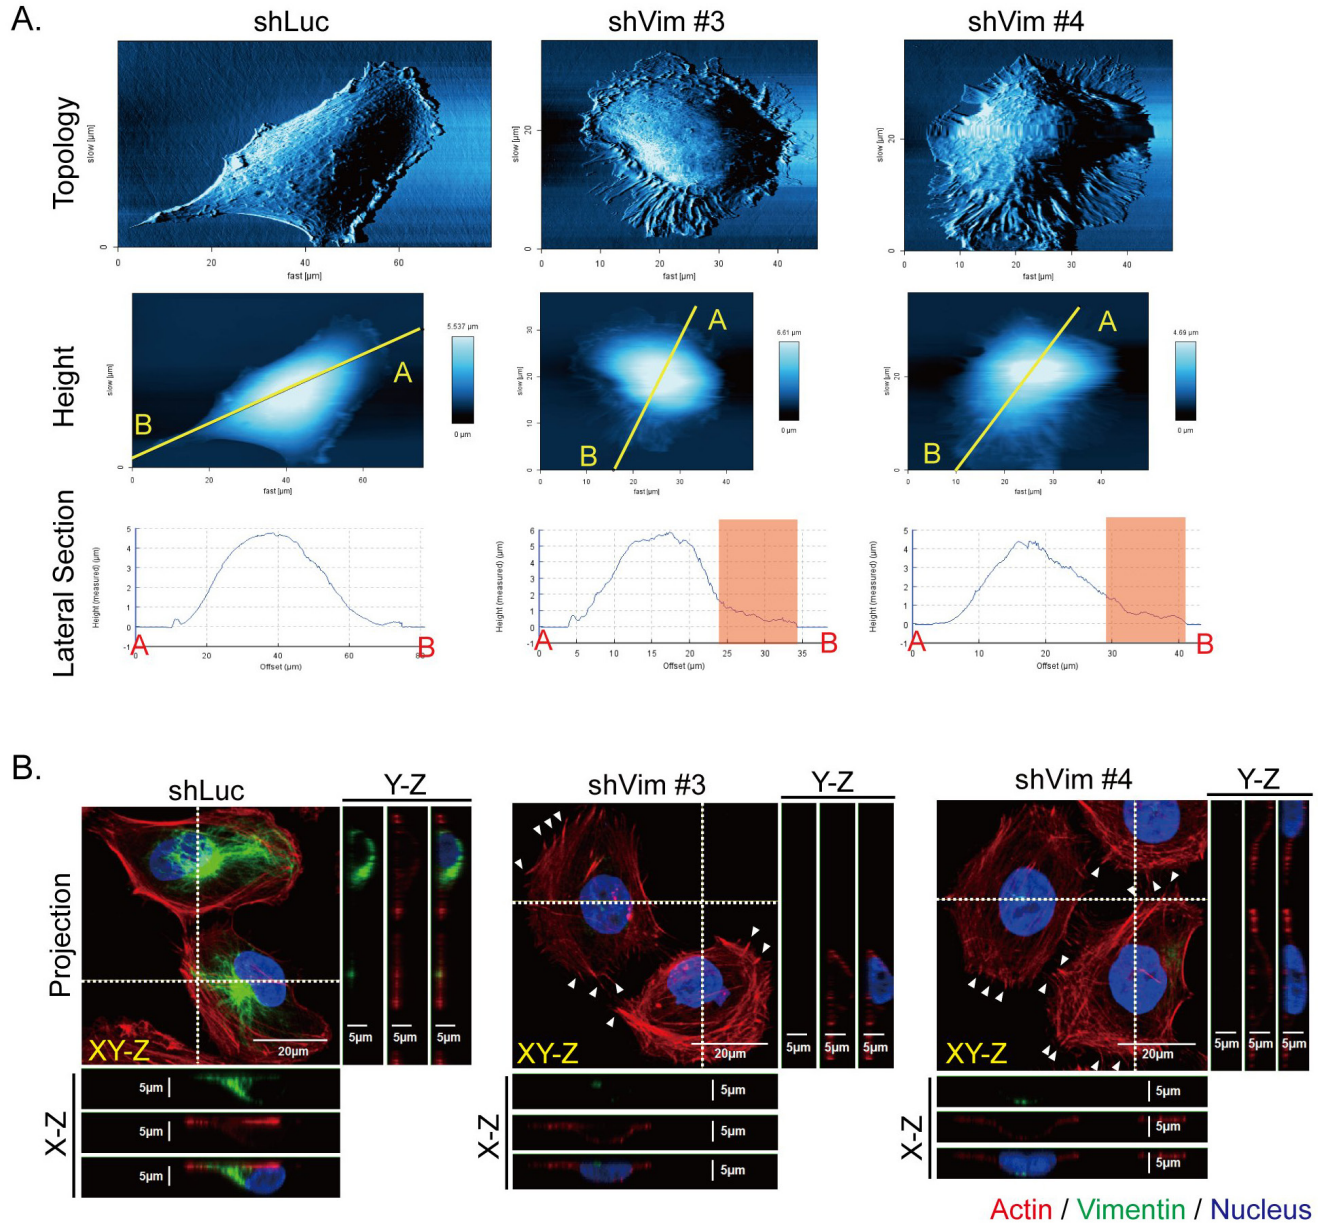 A.
shLuc
shVim #3
shVim #4
Topology
slow [µm]
0
0 20 40 60
fast [µm]
slow [µm]
20
0
0 10 20 30 40
fast [µm]
slow [µm]
20
0
0 10 20 30 40
fast [µm]
Height
slow [µm]
0
0 20 40 60
fast [µm]
A
B
5.537 µm
0 µm
slow [µm]
30
20
10
0
0 10 20 30 40
fast [µm]
A
B
6.61 µm
0 µm
slow [µm]
20
0
0 10 20 30 40
fast [µm]
A
B
4.69 µm
0 µm
Lateral Section
Height (measured) (µm)
5
4
3
2
1
0
-1
0 20 40 60 80
Offset (µm)
A
B
Height (measured) (µm)
6
5
4
3
2
1
0
-1
0 5 10 15 20 25 30 35
Offset (µm)
A
B
Height (measured) (µm)
5
4
3
2
1
0
-1
0 10 20 30 40
Offset (µm)
A
B
B.
shLuc
Y-Z
shVim #3
Y-Z
shVim #4
Y-Z
Projection
XY-Z
20µm
5µm 5µm 5µm
XY-Z
20µm
5µm 5µm 5µm
XY-Z
20µm
5µm 5µm 5µm
X-Z
5µm
5µm
5µm
X-Z
5µm
5µm
5µm
X-Z
5µm
5µm
5µm
Actin / Vimentin / Nucleus